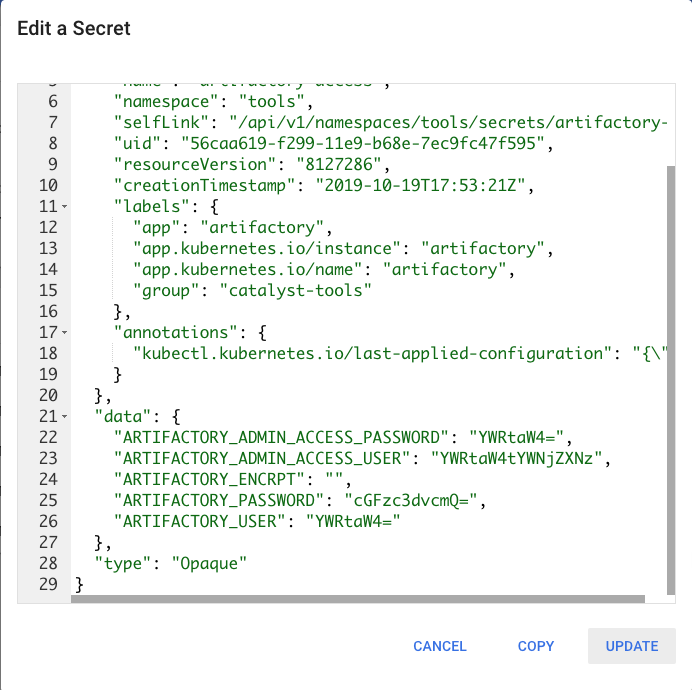 Edit a Secret
5 "name": "artifactory-access",
6 "namespace": "tools",
7 "selfLink": "/api/v1/namespaces/tools/secrets/artifactory-
8 "uid": "56caa619-f299-11e9-b68e-7ec9fc47f595",
9 "resourceVersion": "8127286",
10 "creationTimestamp": "2019-10-19T17:53:21Z",
11 "labels": {
12 "app": "artifactory",
13 "app.kubernetes.io/instance": "artifactory",
14 "app.kubernetes.io/name": "artifactory",
15 "group": "catalyst-tools"
16 },
17 "annotations": {
18 "kubectl.kubernetes.io/last-applied-configuration": "{\"
19 }
20 },
21 "data": {
22 "ARTIFACTORY_ADMIN_ACCESS_PASSWORD": "YWRtaW4=",
23 "ARTIFACTORY_ADMIN_ACCESS_USER": "YWRtaW4tYWNjZXNz",
24 "ARTIFACTORY_ENCRPT": "",
25 "ARTIFACTORY_PASSWORD": "cGFzc3dvcmQ=",
26 "ARTIFACTORY_USER": "YWRtaW4="
27 },
28 "type": "Opaque"
29 }
CANCEL COPY UPDATE